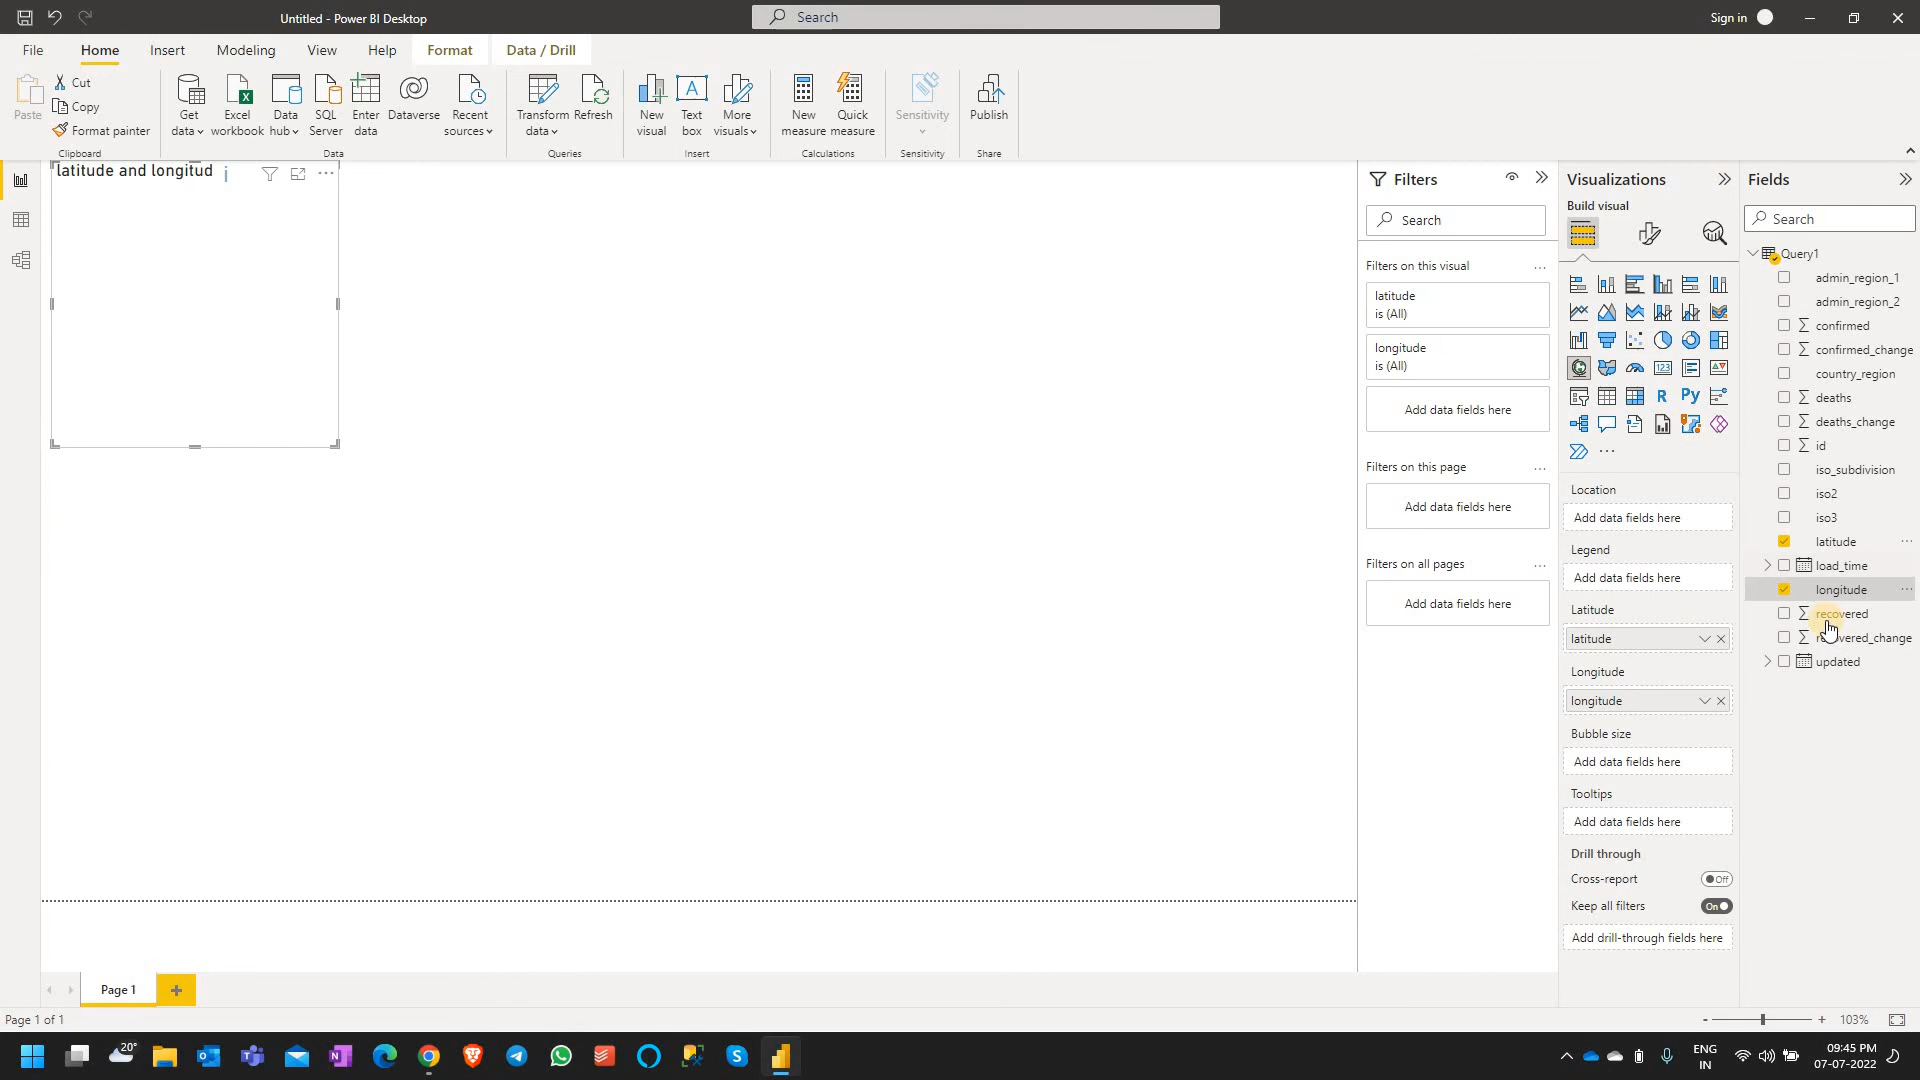 Untitled - Power BI Desktop
Search
Sign in
File Home Insert Modeling View Help Format Data / Drill
Paste
Cut
Copy
Format painter
Clipboard
Get data
Excel workbook
Data hub
SQL Server
Enter data
Dataverse
Recent sources
Data
Transform data
Refresh
Queries
New visual
Text box
More visuals
Insert
New measure
Quick measure
Calculations
Sensitivity
Sensitivity
Publish
Share
latitude and longitud
Filters
Search
Filters on this visual
latitude
is (All)
longitude
is (All)
Add data fields here
Filters on this page
Add data fields here
Filters on all pages
Add data fields here
Visualizations
Build visual
123
R
Py
Location
Add data fields here
Legend
Add data fields here
Latitude
latitude
Longitude
longitude
Bubble size
Add data fields here
Tooltips
Add data fields here
Drill through
Cross-report
Off
Keep all filters
On
Add drill-through fields here
Fields
Search
Query1
admin_region_1
admin_region_2
confirmed
confirmed_change
country_region
deaths
deaths_change
id
iso_subdivision
iso2
iso3
latitude
load_time
longitude
recovered
recovered_change
updated
Page 1
Page 1 of 1
103%
20°
ENG
IN
09:45 PM
07-07-2022